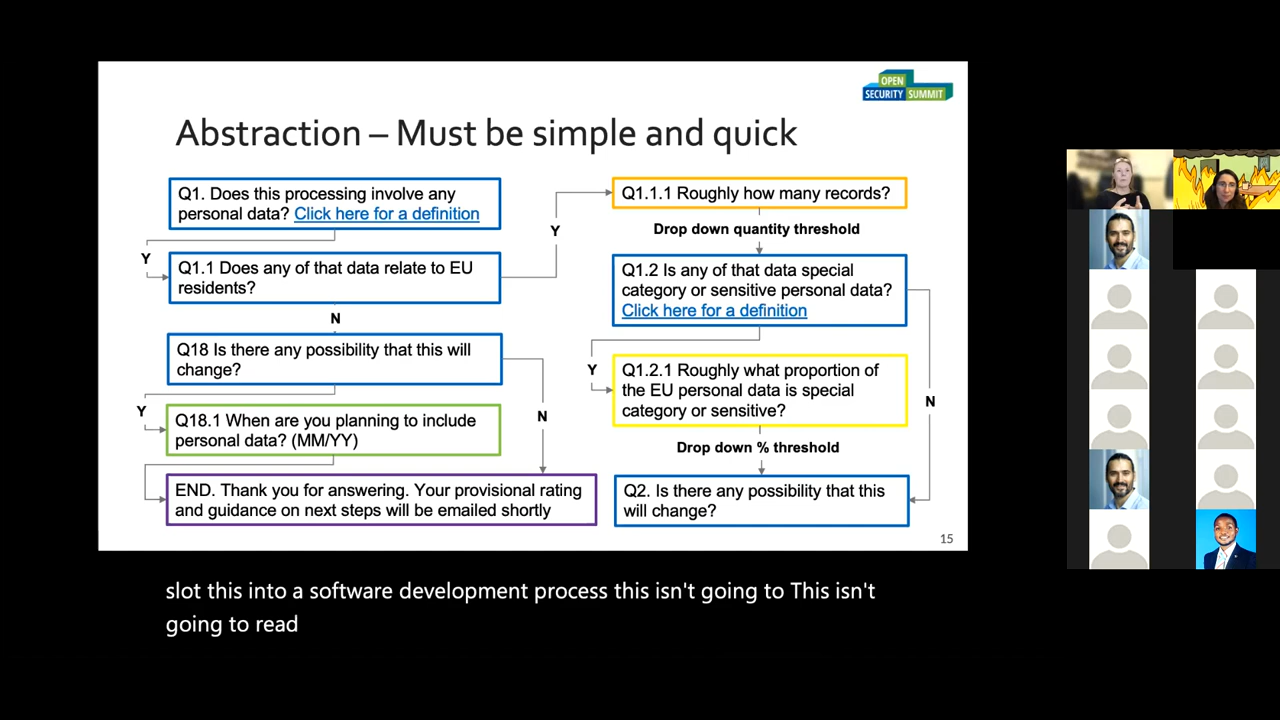 OPEN
SECURITY SUMMIT
Abstraction – Must be simple and quick
Q1. Does this processing involve any
personal data? Click here for a definition
Y
Q1.1 Does any of that data relate to EU
residents?
N
Q18 Is there any possibility that this will
change?
Y
N
Q18.1 When are you planning to include
personal data? (MM/YY)
END. Thank you for answering. Your provisional rating
and guidance on next steps will be emailed shortly
Y
Q1.1.1 Roughly how many records?
Drop down quantity threshold
Q1.2 Is any of that data special
category or sensitive personal data?
Click here for a definition
Y
Q1.2.1 Roughly what proportion of
the EU personal data is special
category or sensitive?
N
Drop down % threshold
Q2. Is there any possibility that this
will change?
15
slot this into a software development process this isn't going to This isn't
going to read